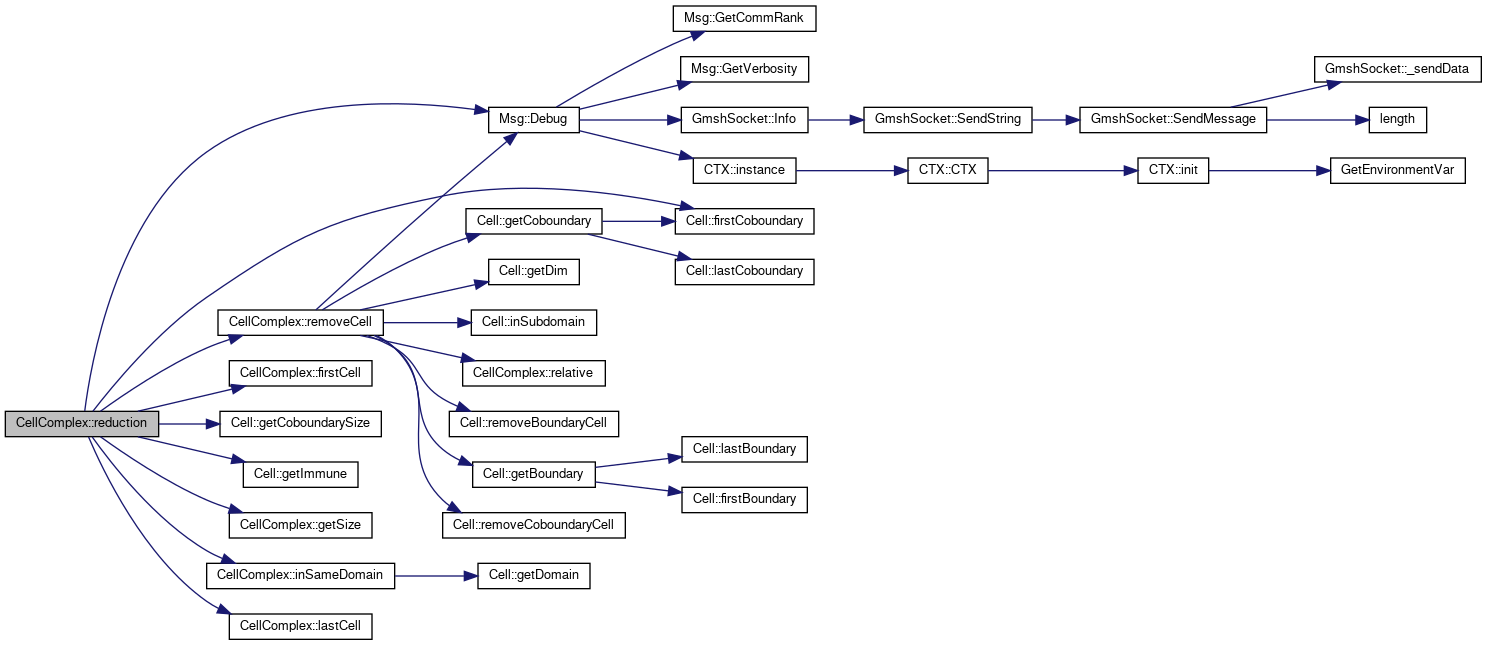 Msg::GetCommRank
Msg::GetVerbosity
GmshSocket::_sendData
Msg::Debug
GmshSocket::Info
GmshSocket::SendString
GmshSocket::SendMessage
length
CTX::instance
CTX::CTX
CTX::init
GetEnvironmentVar
Cell::getCoboundary
Cell::firstCoboundary
Cell::getDim
Cell::lastCoboundary
CellComplex::removeCell
Cell::inSubdomain
CellComplex::firstCell
CellComplex::relative
CellComplex::reduction
Cell::getCoboundarySize
Cell::removeBoundaryCell
Cell::lastBoundary
Cell::getImmune
Cell::getBoundary
Cell::firstBoundary
CellComplex::getSize
Cell::removeCoboundaryCell
CellComplex::inSameDomain
Cell::getDomain
CellComplex::lastCell